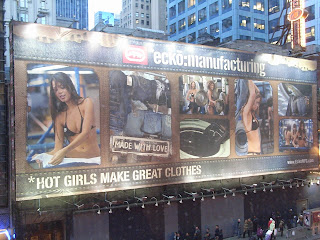 ecko:manufacturing
MADE WITH LOVE
*HOT GIRLS MAKE GREAT CLOTHES